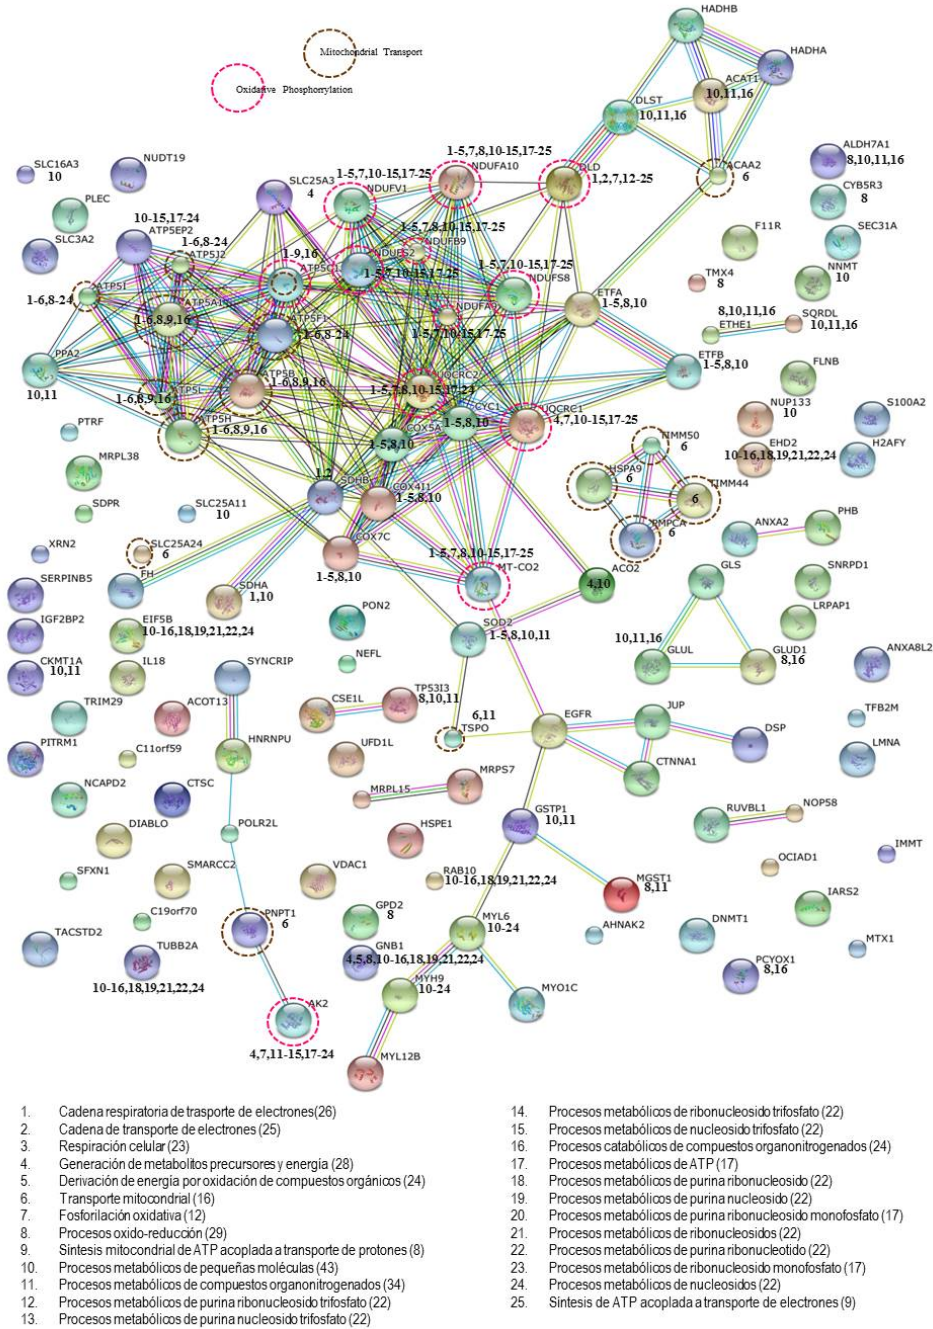 HADHB
Mitochondrial Transport
HADHA
Oxidative Phosphorrylation
ACAT1
10,11,16
DLST
10,11,16
1-5,7,8,10-15,17-25
NDUFA10
ALDH7A1
8,10,11,16
SLC16A3
10
NUDT19
1-5,7,10-15,17-25
NDUFV1
DLD
1,2,7,12-25
ACAA2
6
SLC25A3
4
CYB5R3
8
PLEC
10-15,17-24
ATP5EP2
SLC3A2
1-5,7,8,10-15,17-25
NDUFB9
F11R
SEC31A
1-6,8-24
ATP5J2
1-9,16
ATP5C1
NDUFS2
1-5,7,10-15,17-25
1-5,7,10-15,17-25
NDUFS8
TMX4
8
NNMT
10
ATP5I
1-6,8-24
ATP5A1
1-6,8,9,16
ATP5F1
1-6,8-24
NDUFA9
1-5,7,10-15,17-25
ETFA
1-5,8,10
8,10,11,16
ETHE1
SQRDL
10,11,16
PPA2
10,11
ATP5L
1-6,8,9,16
ATP5B
1-6,8,9,16
UQCRC2
1-5,7,8,10-15,17-24
ETFB
1-5,8,10
FLNB
ATP5H
1-6,8,9,16
CYC1
1-5,8,10
UQCRC1
4,7,10-15,17-25
NUP133
10
S100A2
PTRF
COX5A
1-5,8,10
TIMM50
6
EHD2
10-16,18,19,21,22,24
H2AFY
MRPL38
1,2
SDHB
COX4I1
1-5,8,10
HSPA9
6
TIMM44
6
SDPR
SLC25A11
10
PMPCA
6
ANXA2
PHB
XRN2
SLC25A24
6
COX7C
1-5,8,10
1-5,7,8,10-15,17-25
MT-CO2
ACO2
4,10
GLS
SNRPD1
SERPINB5
FH
SDHA
1,10
LRPAP1
IGF2BP2
EIF5B
10-16,18,19,21,22,24
PON2
SOD2
1-5,8,10,11
10,11,16
GLUL
GLUD1
8,16
ANXA8L2
CKMT1A
10,11
IL18
SYNCRIP
NEFL
TRIM29
ACOT13
CSE1L
TP53I3
8,10,11
6,11
TSPO
EGFR
JUP
DSP
TFB2M
PITRM1
C11orf59
HNRNPU
UFD1L
CTNNA1
LMNA
NCAPD2
CTSC
MRPL15
MRPS7
GSTP1
10,11
RUVBL1
NOP58
DIABLO
POLR2L
HSPE1
IMMT
SFXN1
SMARCC2
VDAC1
RAB10
10-16,18,19,21,22,24
MGST1
8,11
OCIAD1
IARS2
C19orf70
PNPT1
6
GPD2
8
MYL6
10-24
AHNAK2
DNMT1
TACSTD2
TUBB2A
10-16,18,19,21,22,24
GNB1
4,5,8,10-16,18,19,21,22,24
MTX1
PCYOX1
8,16
MYH9
10-24
MYO1C
AK2
4,7,11-15,17-24
MYL12B
1. Cadena respiratoria de trasporte de electrones(26)
2. Cadena de transporte de electrones (25)
3. Respiración celular (23)
4. Generación de metabolitos precursores y energía (28)
5. Derivación de energía por oxidación de compuestos orgánicos (24)
6. Transporte mitocondrial (16)
7. Fosforilación oxidativa (12)
8. Procesos oxido-reducción (29)
9. Síntesis mitocondrial de ATP acoplada a transporte de protones (8)
10. Procesos metabólicos de pequeñas moléculas (43)
11. Procesos metabólicos de compuestos organonitrogenados (34)
12. Procesos metabólicos de purina ribonucleosido trifosfato (22)
13. Procesos metabólicos de purina nucleosido trifosfato (22)
14. Procesos metabólicos de ribonucleosido trifosfato (22)
15. Procesos metabólicos de nucleosido trifosfato (22)
16. Procesos catabólicos de compuestos organonitrogenados (24)
17. Procesos metabólicos de ATP (17)
18. Procesos metabólicos de purina ribonucleosido (22)
19. Procesos metabólicos de purina nucleosido (22)
20. Procesos metabólicos de purina ribonucleosido monofosfato (17)
21. Procesos metabólicos de ribonucleosidos (22)
22. Procesos metabólicos de purina ribonucleotido (22)
23. Procesos metabólicos de ribonucleosido monofosfato (17)
24. Procesos metabólicos de nucleosidos (22)
25. Síntesis de ATP acoplada a transporte de electrones (9)